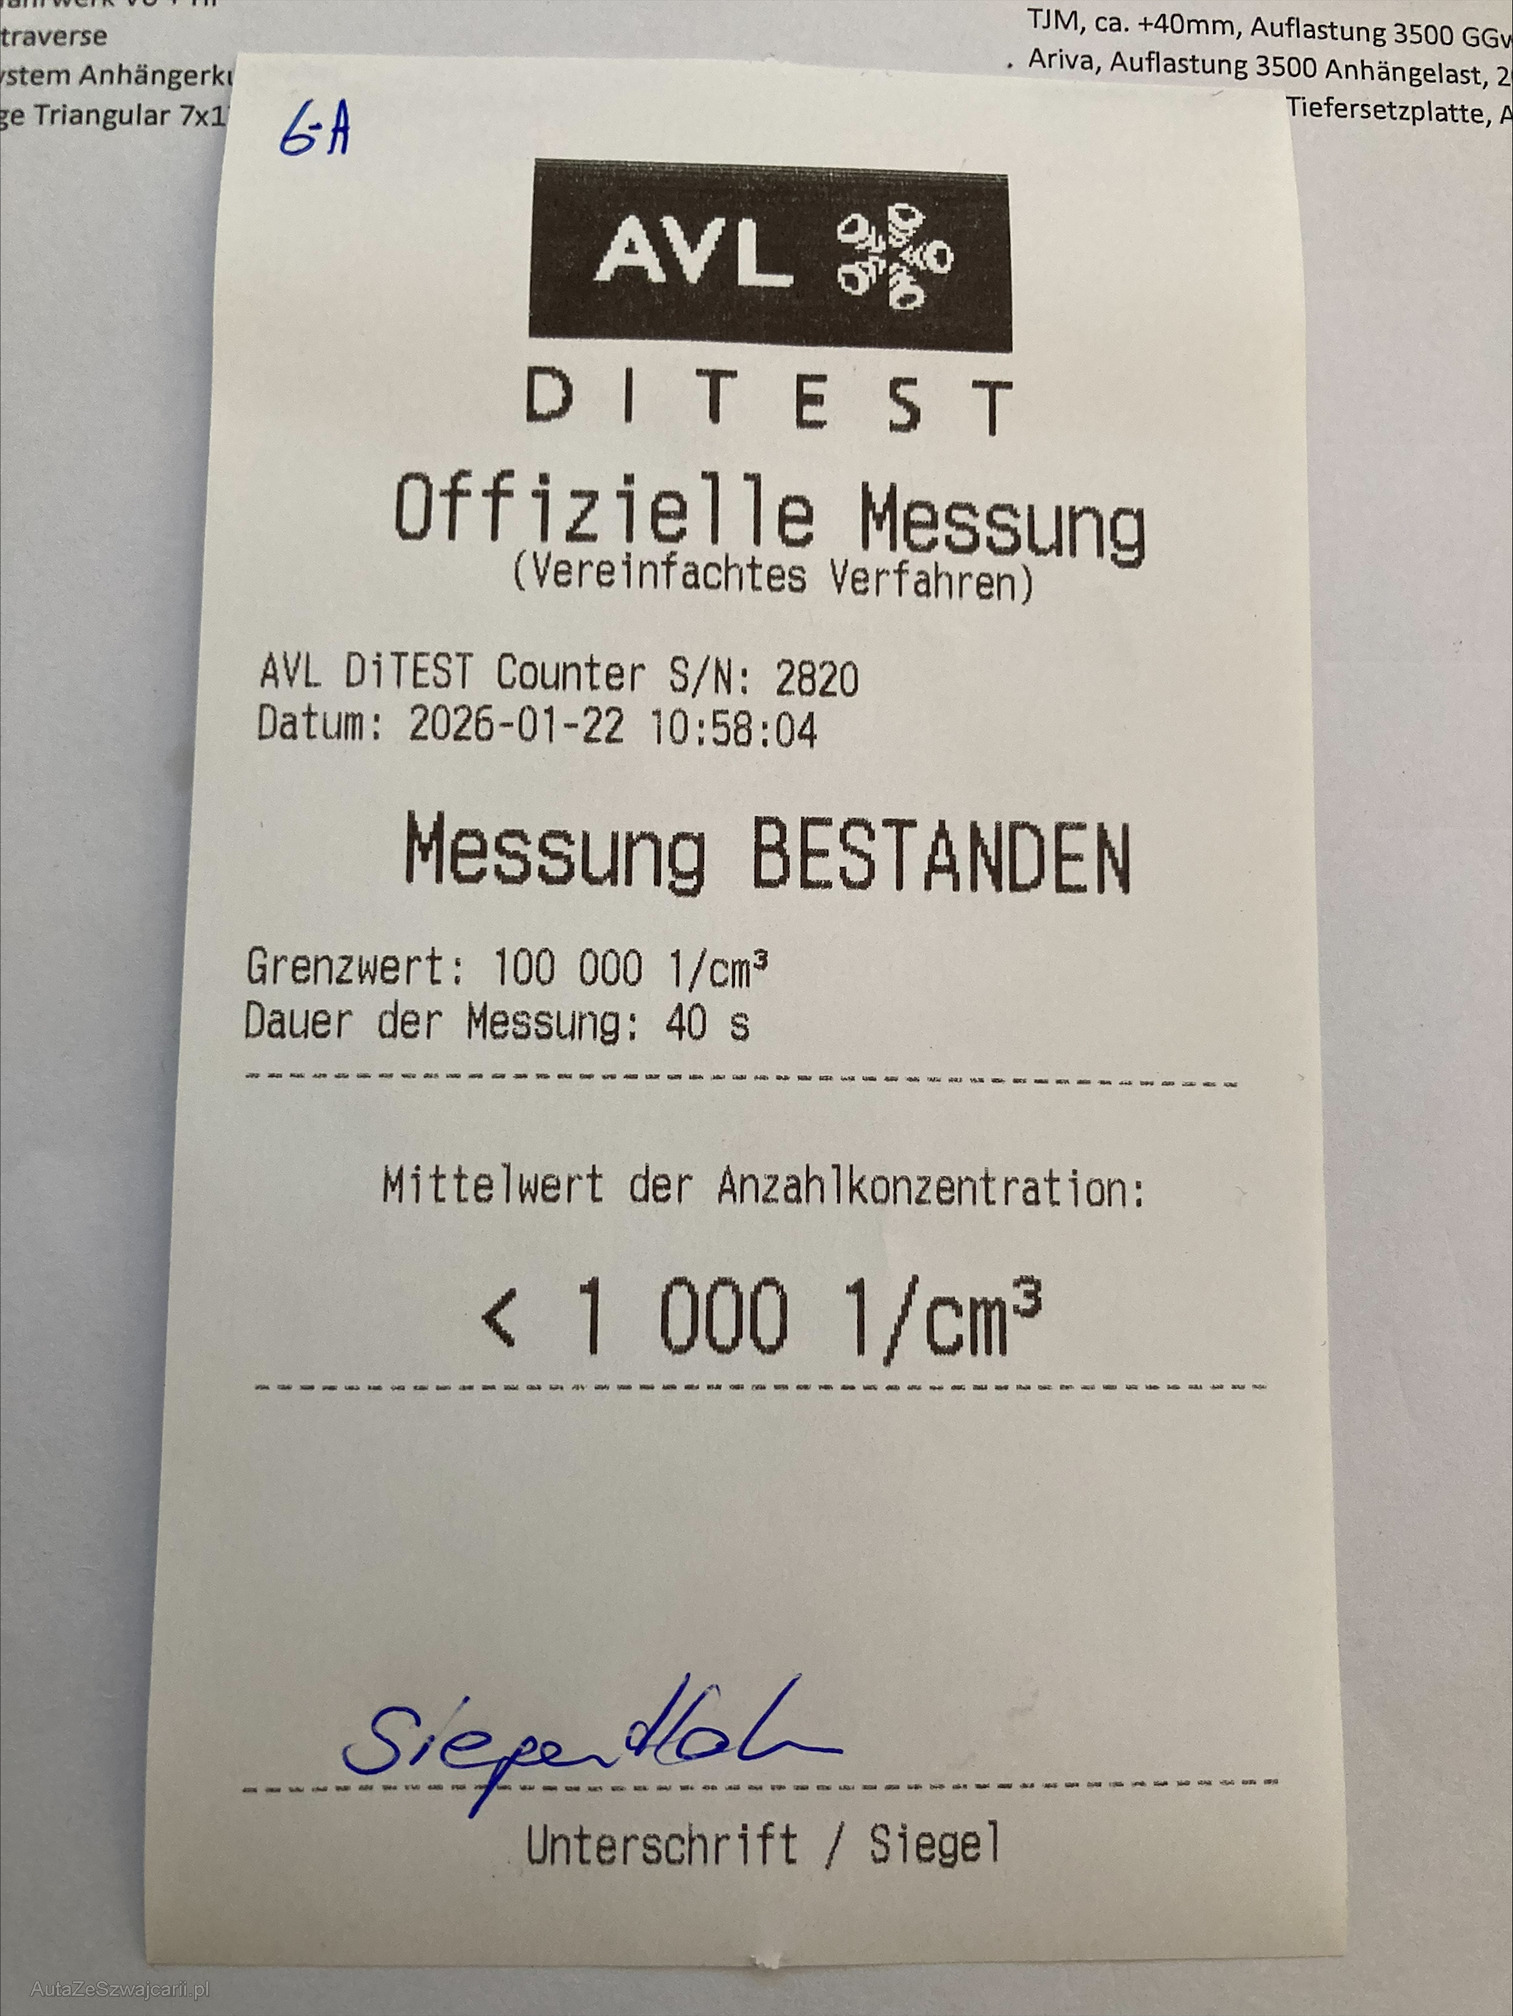 traverse
TJM, ca. +40mm, Auflastung 3500
Anhängerku
Ariva, Auflastung 3500 Anhängelast,
Triangular
Tiefersetzplatte,
6-A
AVL
DITEST
Offizielle Messung
(Vereinfachtes Verfahren)
AVL DiTEST Counter S/N: 2820
Datum: 2026-01-22 10:58:04
Messung BESTANDEN
Grenzwert: 100 000 1/cm³
Dauer der Messung: 40 s
Mittelwert der Anzahlkonzentration:
< 1 000 1/cm³
Unterschrift / Siegel
AutaZeSzwajcarii.pl